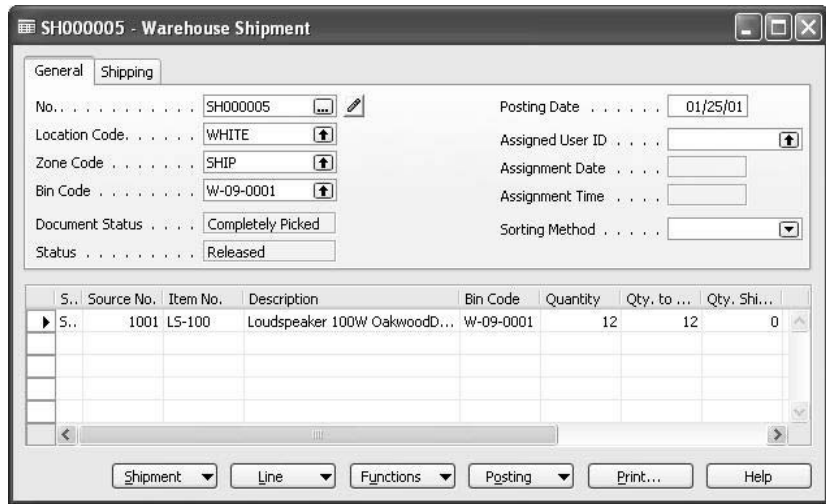 SH000005 - Warehouse Shipment
General Shipping
No.. . . . . . . . . . . . SH000005 ...
Posting Date . . . . . . 01/25/01
Location Code. . . . . . WHITE
Assigned User ID . . . .
Zone Code . . . . . . . . SHIP
Assignment Date . . . .
Bin Code . . . . . . . . . W-09-0001
Assignment Time . . . .
Document Status . . . . Completely Picked
Sorting Method . . . . .
Status . . . . . . . . . Released
S.. Source No. Item No. Description Bin Code Quantity Qty. to ... Qty. Shi...
S.. 1001 LS-100 Loudspeaker 100W OakwoodD... W-09-0001 12 12 0
Shipment Line Functions Posting Print... Help